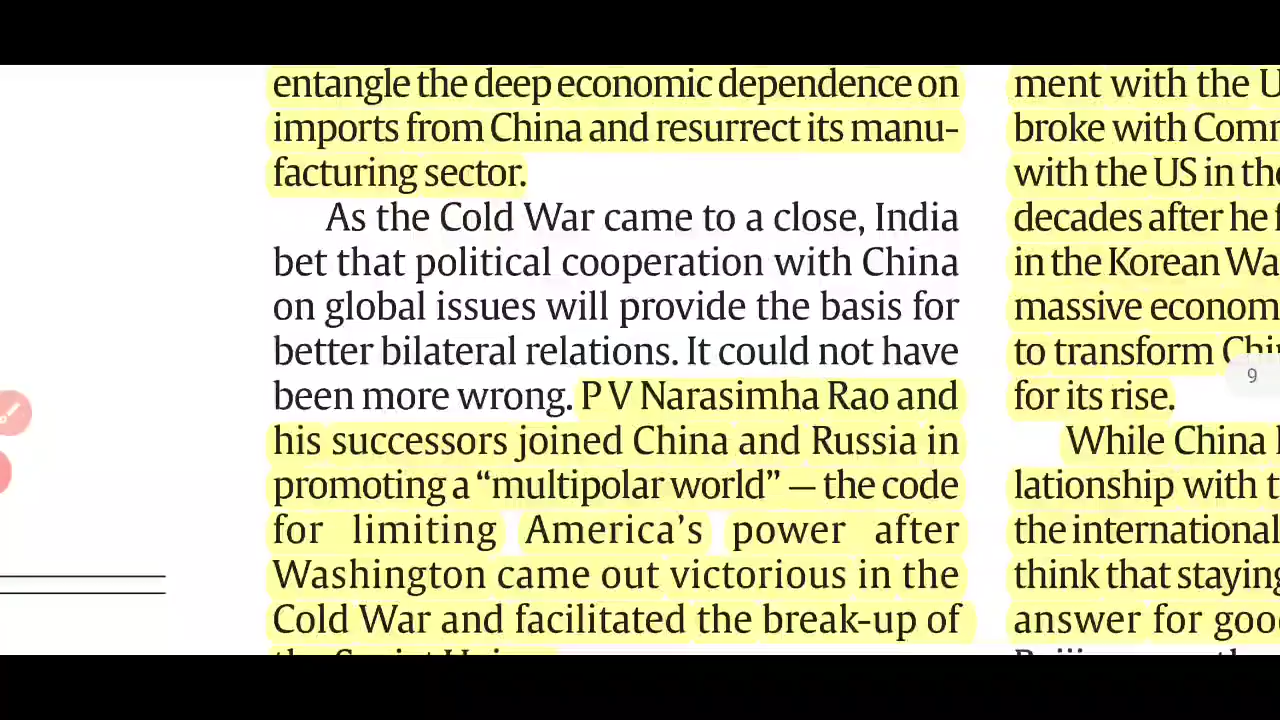 entangle the deep economic dependence on
imports from China and resurrect its manu-
facturing sector.
As the Cold War came to a close, India
bet that political cooperation with China
on global issues will provide the basis for
better bilateral relations. It could not have
been more wrong. P V Narasimha Rao and
his successors joined China and Russia in
promoting a “multipolar world” — the code
for limiting America’s power after
Washington came out victorious in the
Cold War and facilitated the break-up of
ment with the
broke with
with the US in
decades after he
in the Korean
massive
to transform
for its rise.
While China
lationship with
the international
think that staying
answer for
9